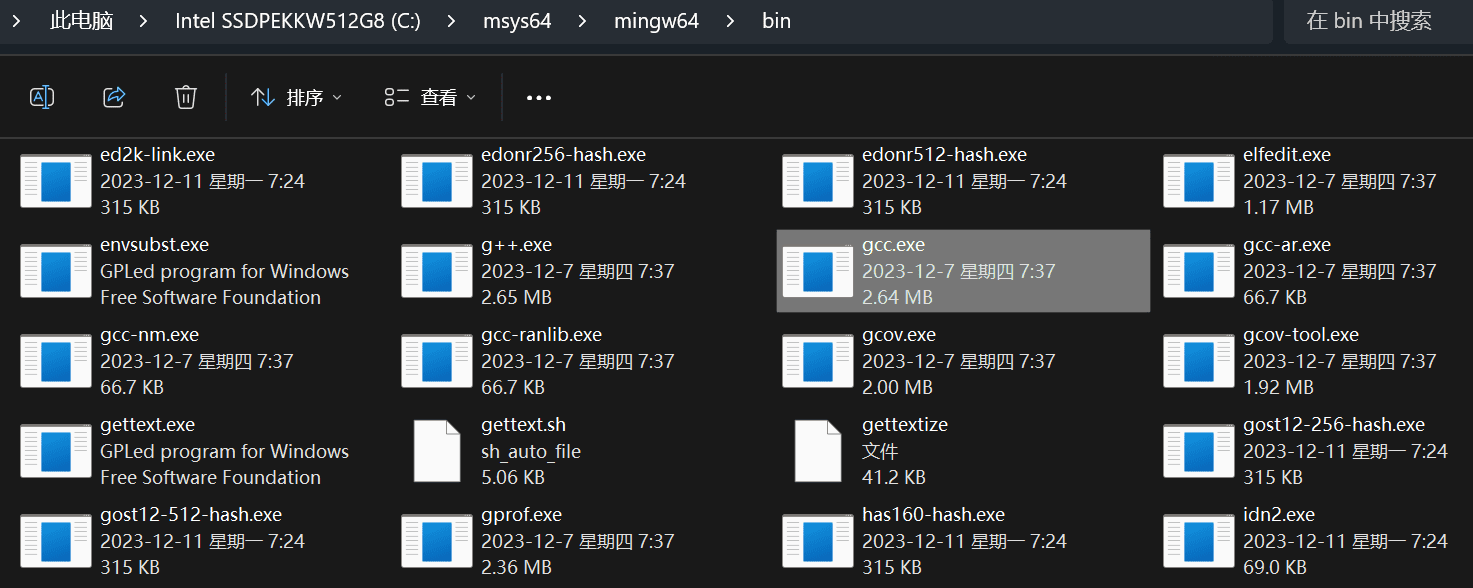 此电脑 Intel SSDPEKKW512G8 (C:) msys64 mingw64 bin 在 bin 中搜索
排序 查看
ed2k-link.exe
2023-12-11 星期一 7:24
315 KB
edonr256-hash.exe
2023-12-11 星期一 7:24
315 KB
edonr512-hash.exe
2023-12-11 星期一 7:24
315 KB
elfedit.exe
2023-12-7 星期四 7:37
1.17 MB
envsubst.exe
GPLed program for Windows
Free Software Foundation
g++.exe
2023-12-7 星期四 7:37
2.65 MB
gcc.exe
2023-12-7 星期四 7:37
2.64 MB
gcc-ar.exe
2023-12-7 星期四 7:37
66.7 KB
gcc-nm.exe
2023-12-7 星期四 7:37
66.7 KB
gcc-ranlib.exe
2023-12-7 星期四 7:37
66.7 KB
gcov.exe
2023-12-7 星期四 7:37
2.00 MB
gcov-tool.exe
2023-12-7 星期四 7:37
1.92 MB
gettext.exe
GPLed program for Windows
Free Software Foundation
gettext.sh
sh_auto_file
5.06 KB
gettextize
文件
41.2 KB
gost12-256-hash.exe
2023-12-11 星期一 7:24
315 KB
gost12-512-hash.exe
2023-12-11 星期一 7:24
315 KB
gprof.exe
2023-12-7 星期四 7:37
2.36 MB
has160-hash.exe
2023-12-11 星期一 7:24
315 KB
idn2.exe
2023-12-11 星期一 7:24
69.0 KB